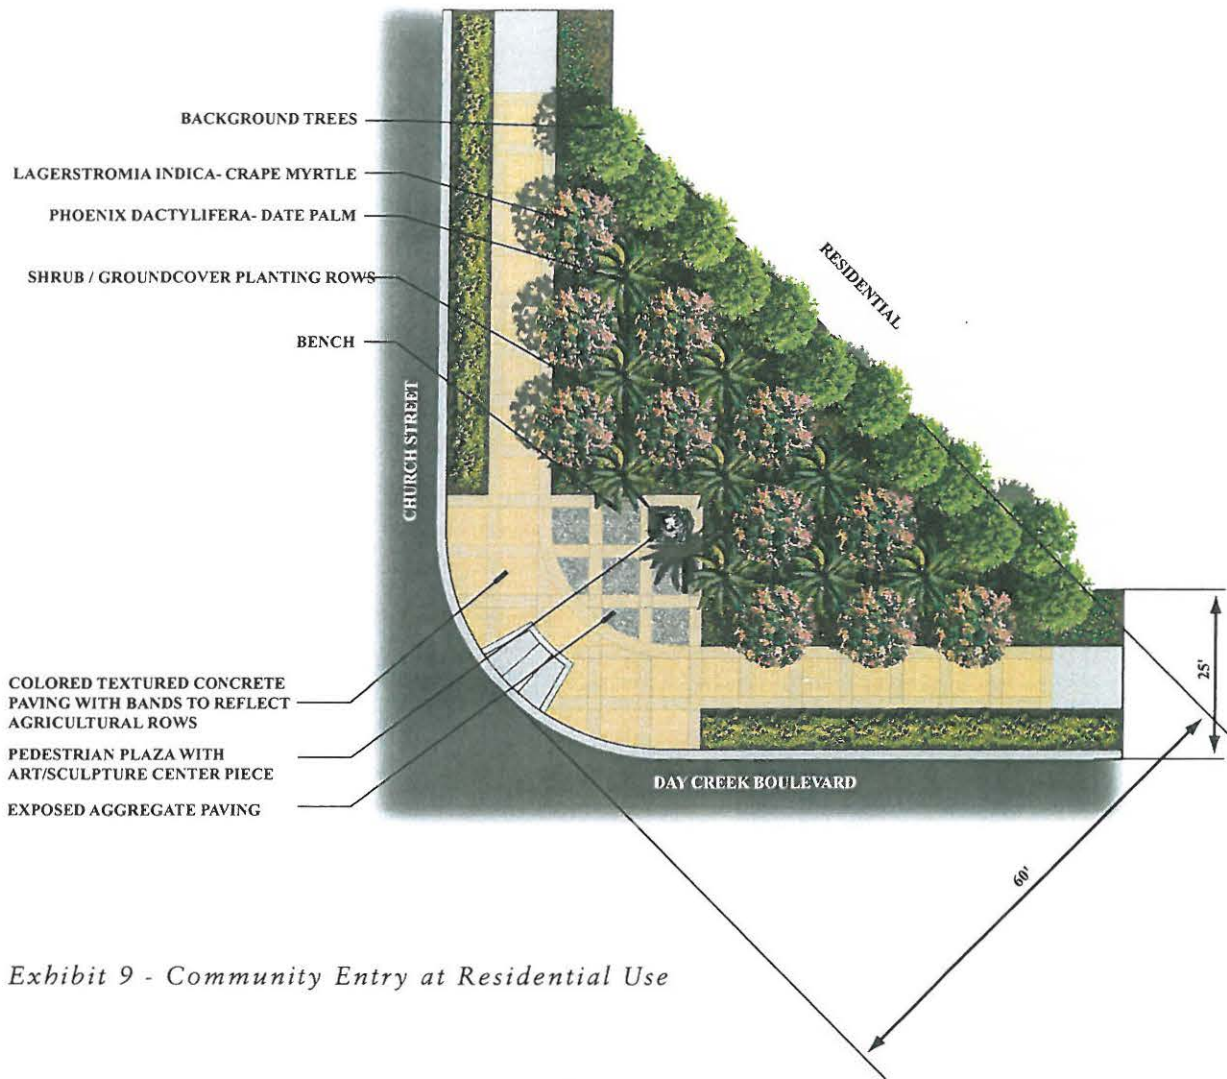 BACKGROUND TREES
LAGERSTROMIA INDICA- CRAPE MYRTLE
PHOENIX DACTYLIFERA- DATE PALM
SHRUB / GROUNDCOVER PLANTING ROWS
BENCH
RESIDENTIAL
CHURCH STREET
COLORED TEXTURED CONCRETE
PAVING WITH BANDS TO REFLECT
AGRICULTURAL ROWS
PEDESTRIAN PLAZA WITH
ART/SCULPTURE CENTER PIECE
EXPOSED AGGREGATE PAVING
DAY CREEK BOULEVARD
25'
60'
Exhibit 9 - Community Entry at Residential Use